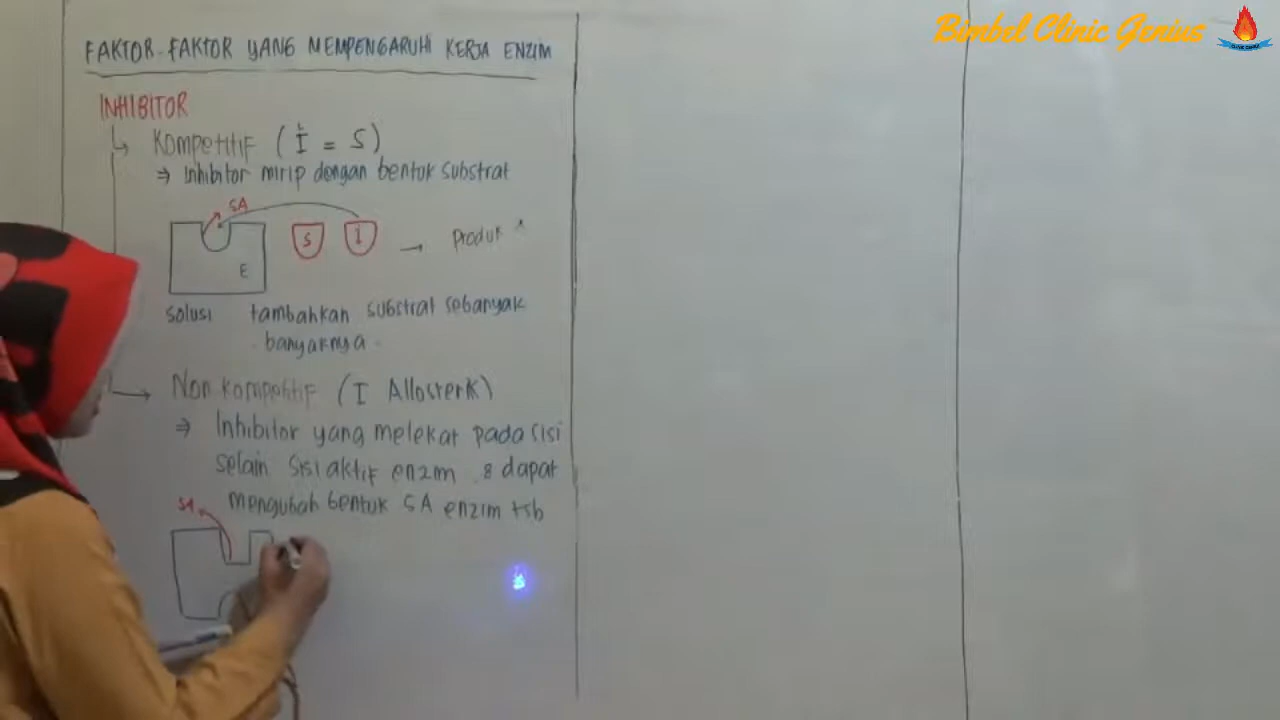 Bimbel Clinic Genius
FAKTOR-FAKTOR YANG MEMPENGARUHI KERJA ENZIM
INHIBITOR
Kompetitif (I = S)
⇒ Inhibitor mirip dengan bentuk substrat
SA
S I → Produk
E
Solusi tambahkan substrat sebanyak
banyaknya
Non kompetitif (I Allosterik)
⇒ Inhibitor yang melekat pada sisi
selain sisi aktif enzim & dapat
mengubah bentuk SA enzim tsb
SA